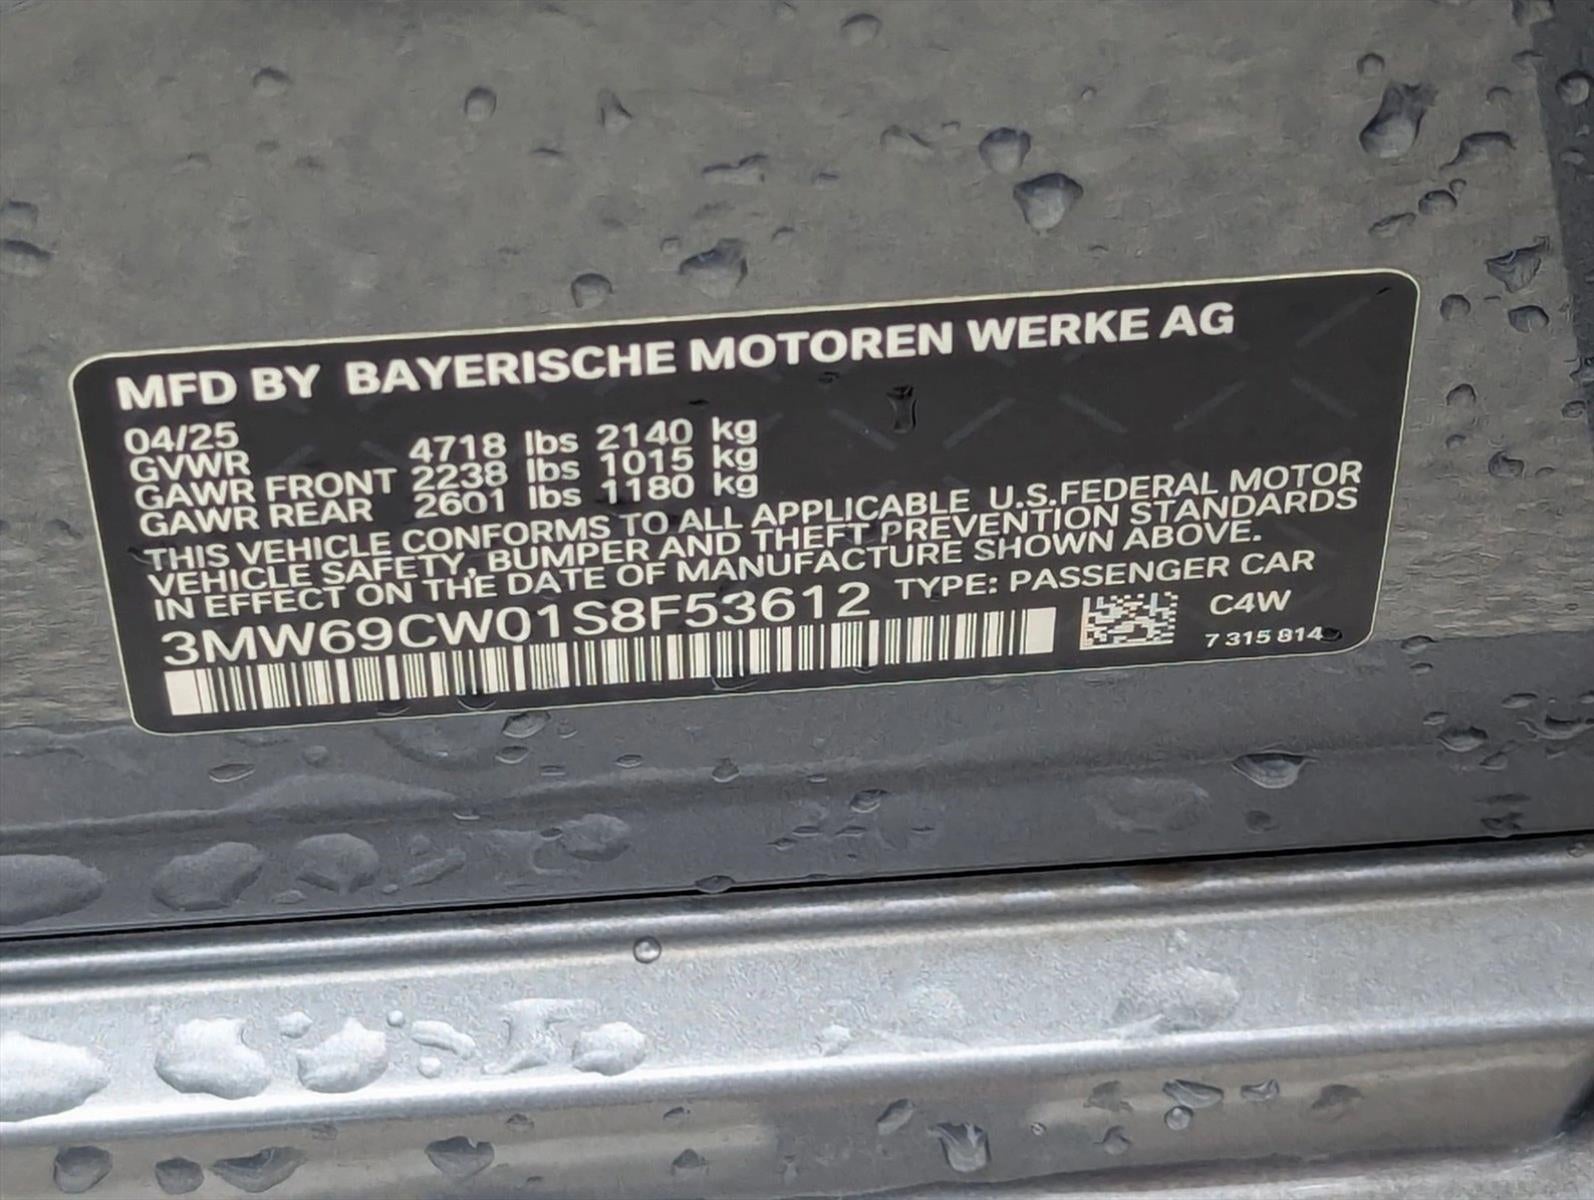 MFD BY BAYERISCHE MOTOREN WERKE AG
04/25
GVWR 4718 lbs 2140 kg
GAWR FRONT 2238 lbs 1015 kg
GAWR REAR 2601 lbs 1180 kg
THIS VEHICLE CONFORMS TO ALL APPLICABLE U.S.FEDERAL MOTOR
VEHICLE SAFETY, BUMPER AND THEFT PREVENTION STANDARDS
IN EFFECT ON THE DATE OF MANUFACTURE SHOWN ABOVE.
3MW69CW01S8F53612 TYPE: PASSENGER CAR
C4W
7 315 814